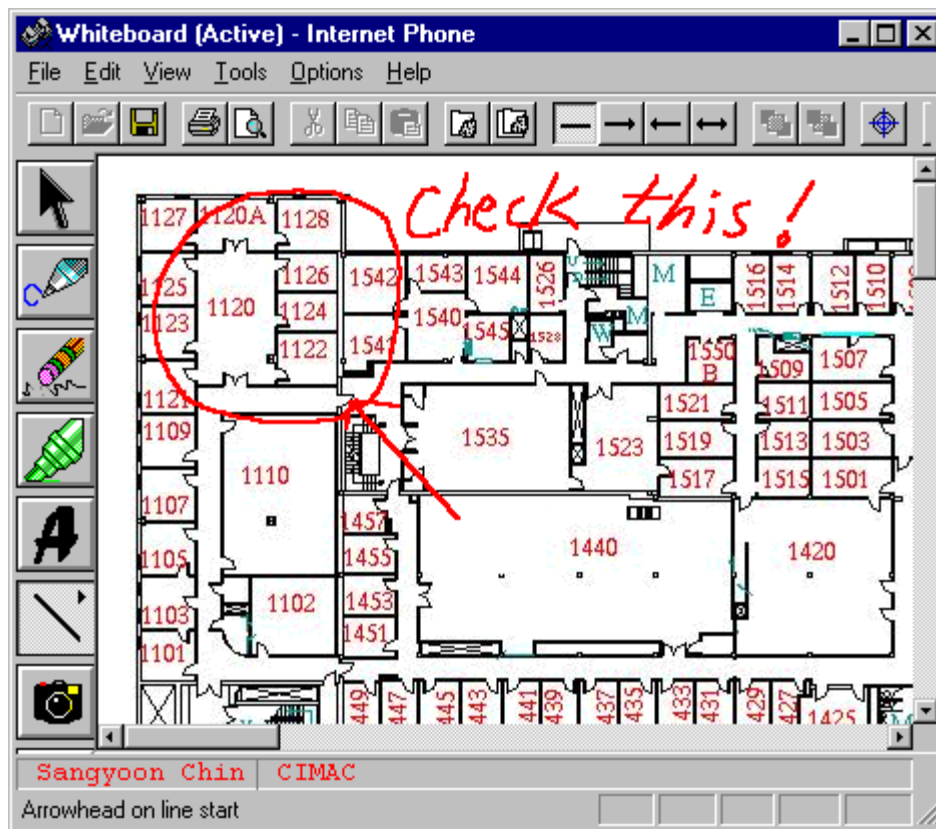 Whiteboard (Active) - Internet Phone
File Edit View Tools Options Help
Check this!
1127 1120A 1128
1125 1120 1126 1542 1543 1544 1526 M E 1516 1514 1512 1510
1123 1124 1540 1545 1528 W M
1122 1541 1550 B 1509 1507
1121 1521 1511 1505
1109 1535 1523 1519 1513 1503
1110 1517 1515 1501
1107 1457 1440 1420
1105 1455
1103 1102 1453
1101 1451
449 447 445 443 441 439 437 435 433 431 429 427 1425 M
Sangyoon Chin CIMAC
Arrowhead on line start